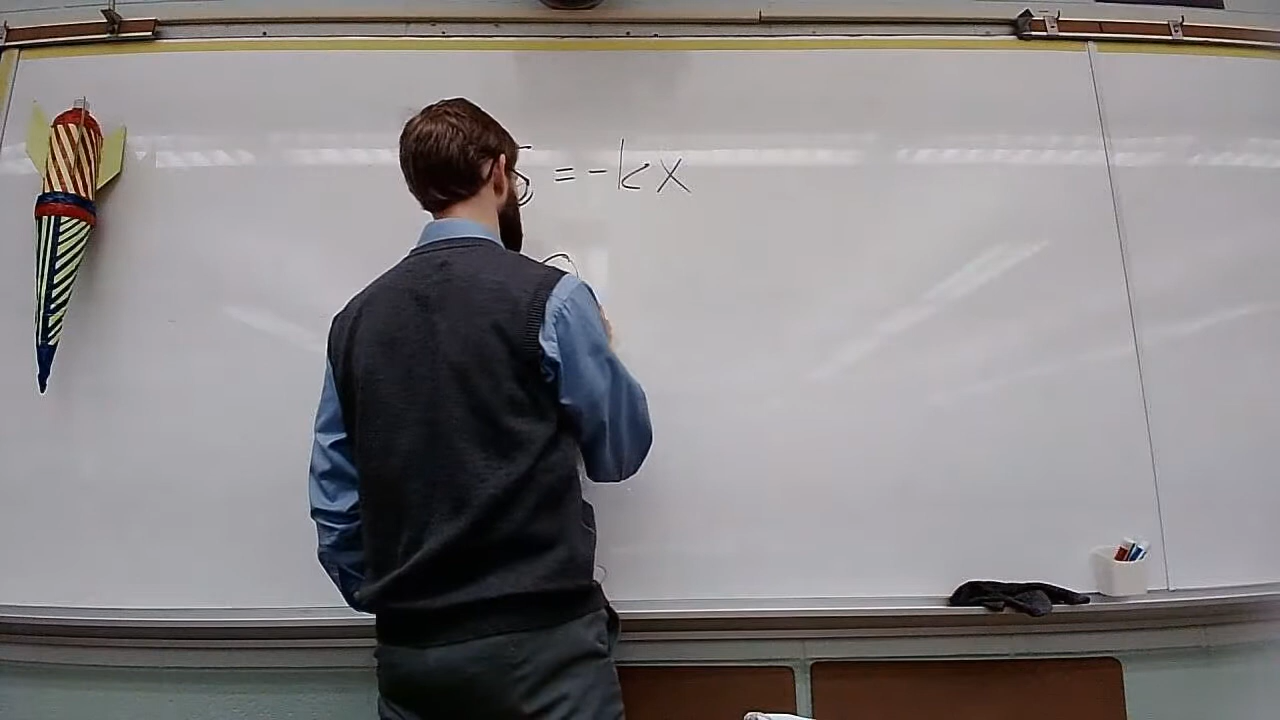 = -kx